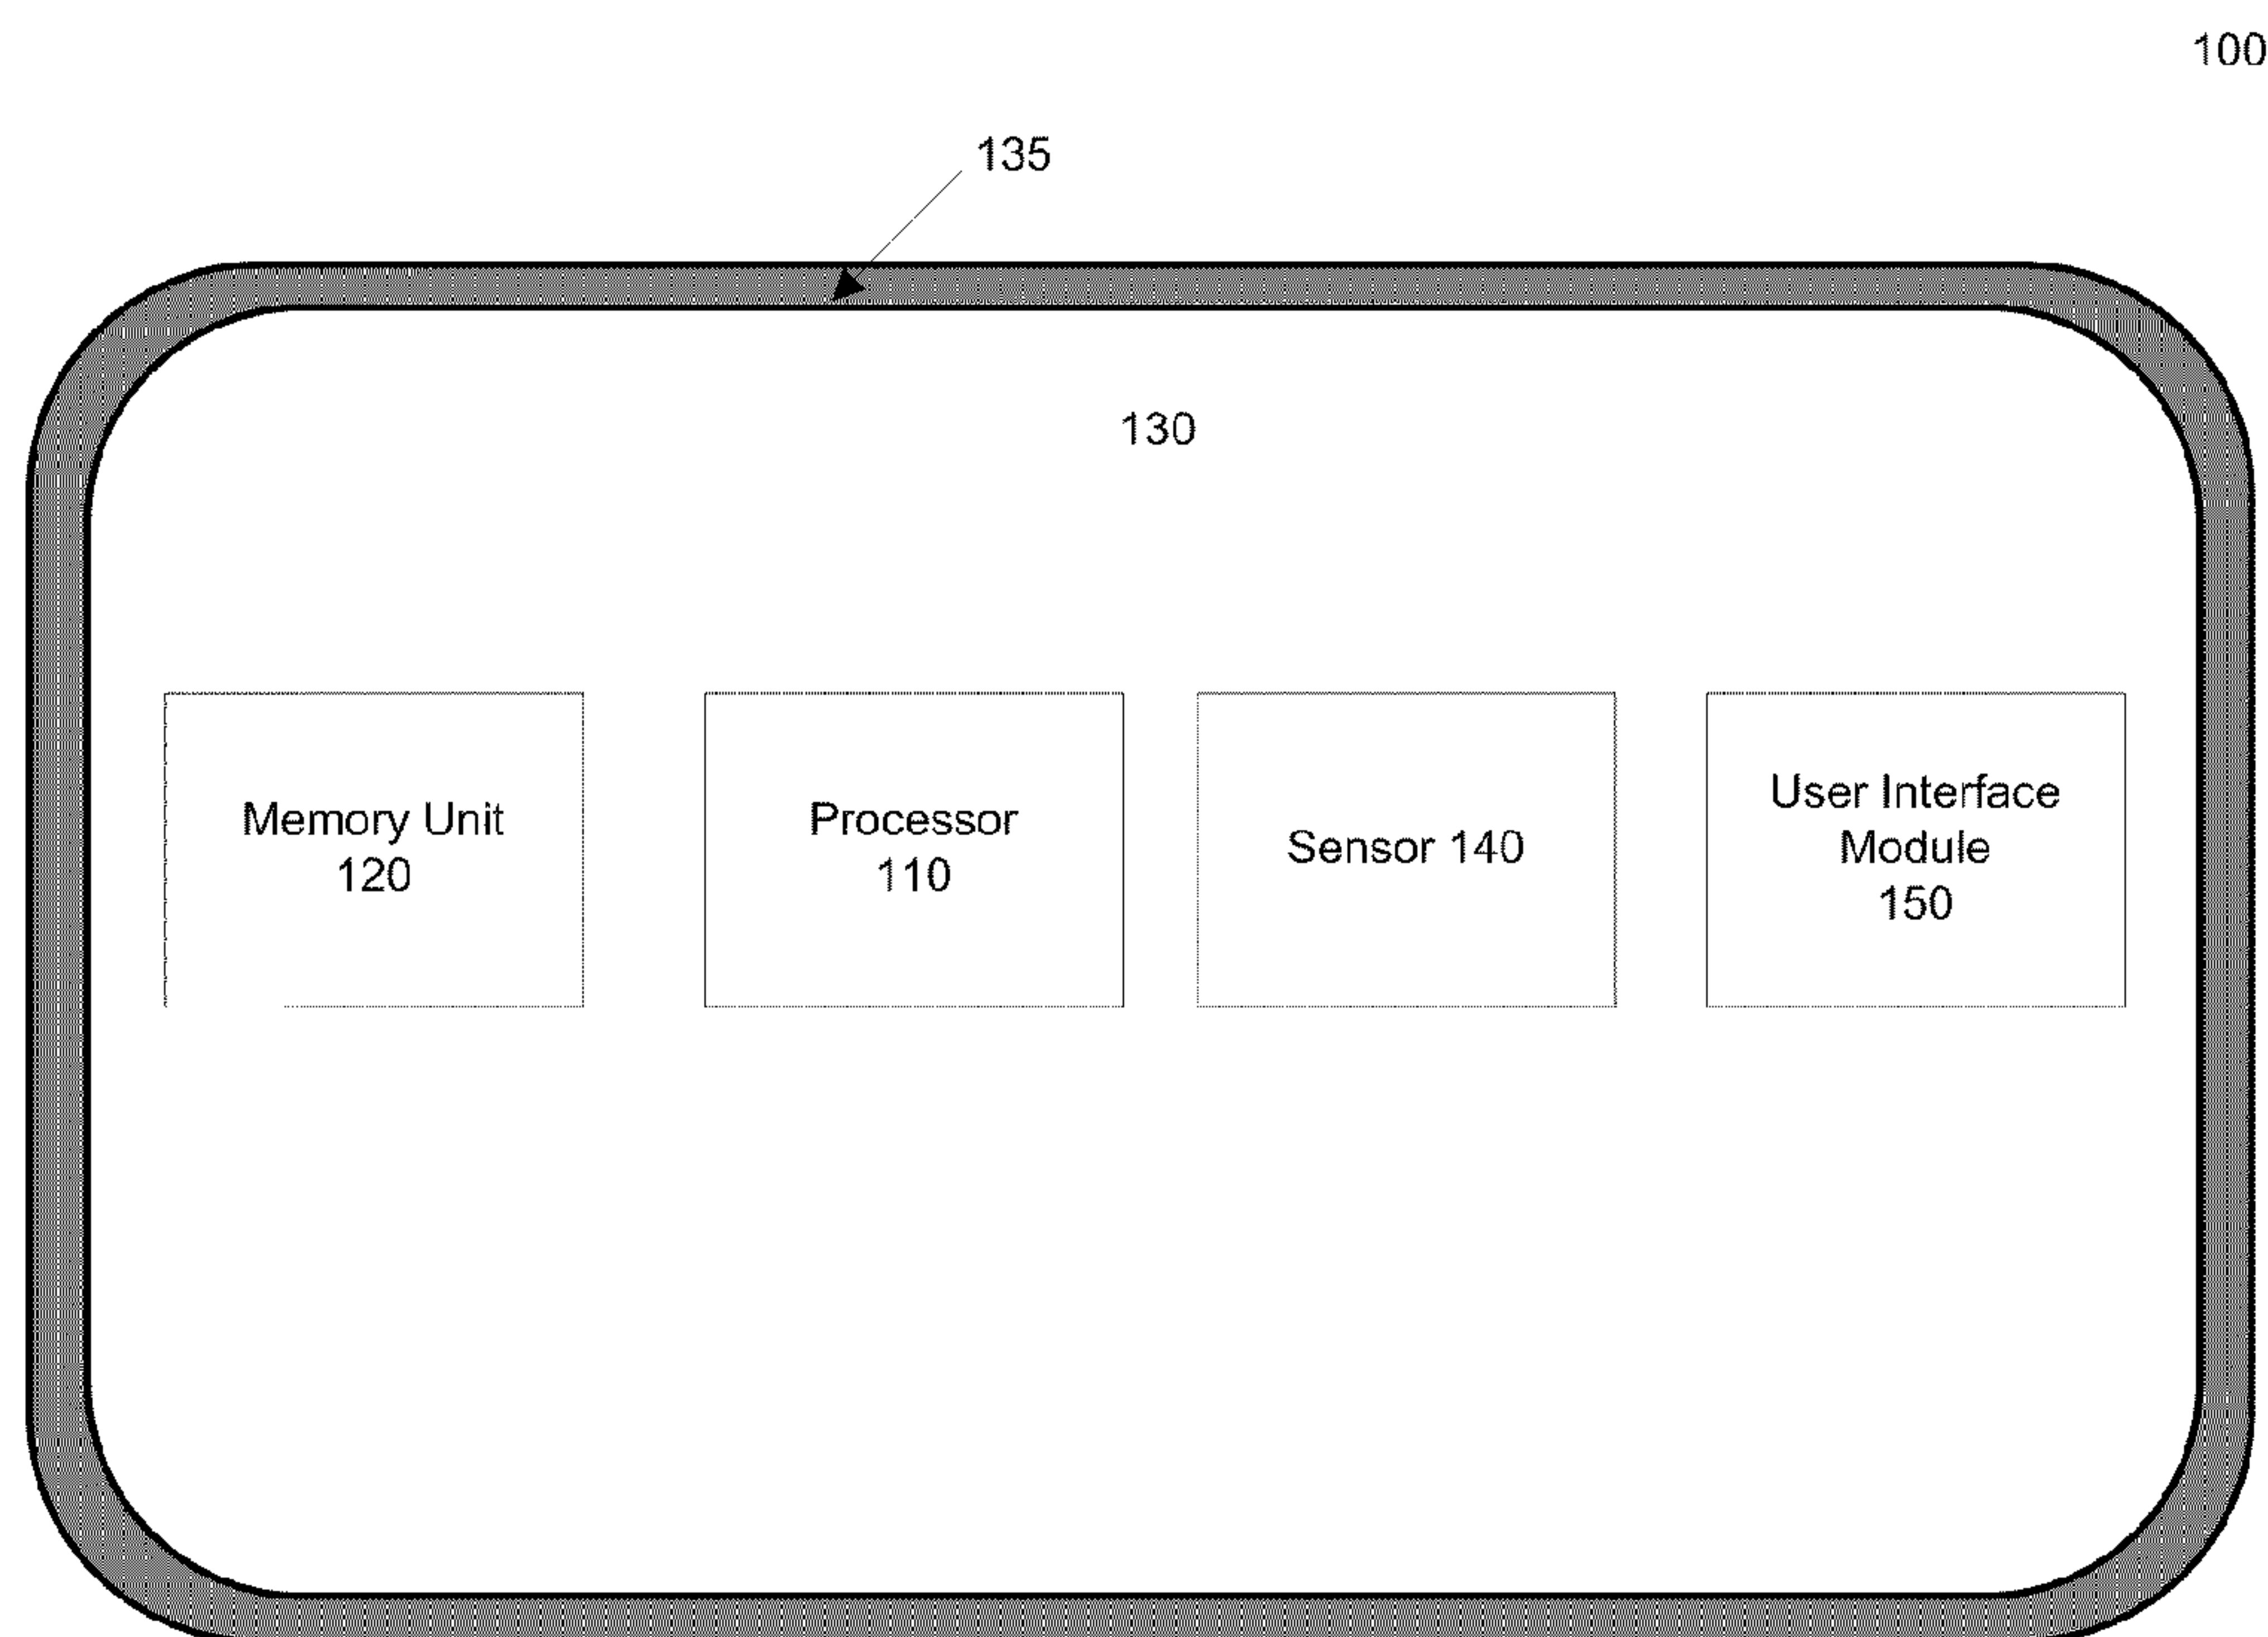 100
135
130
Memory Unit
120
Processor
110
Sensor 140
User Interface
Module
150